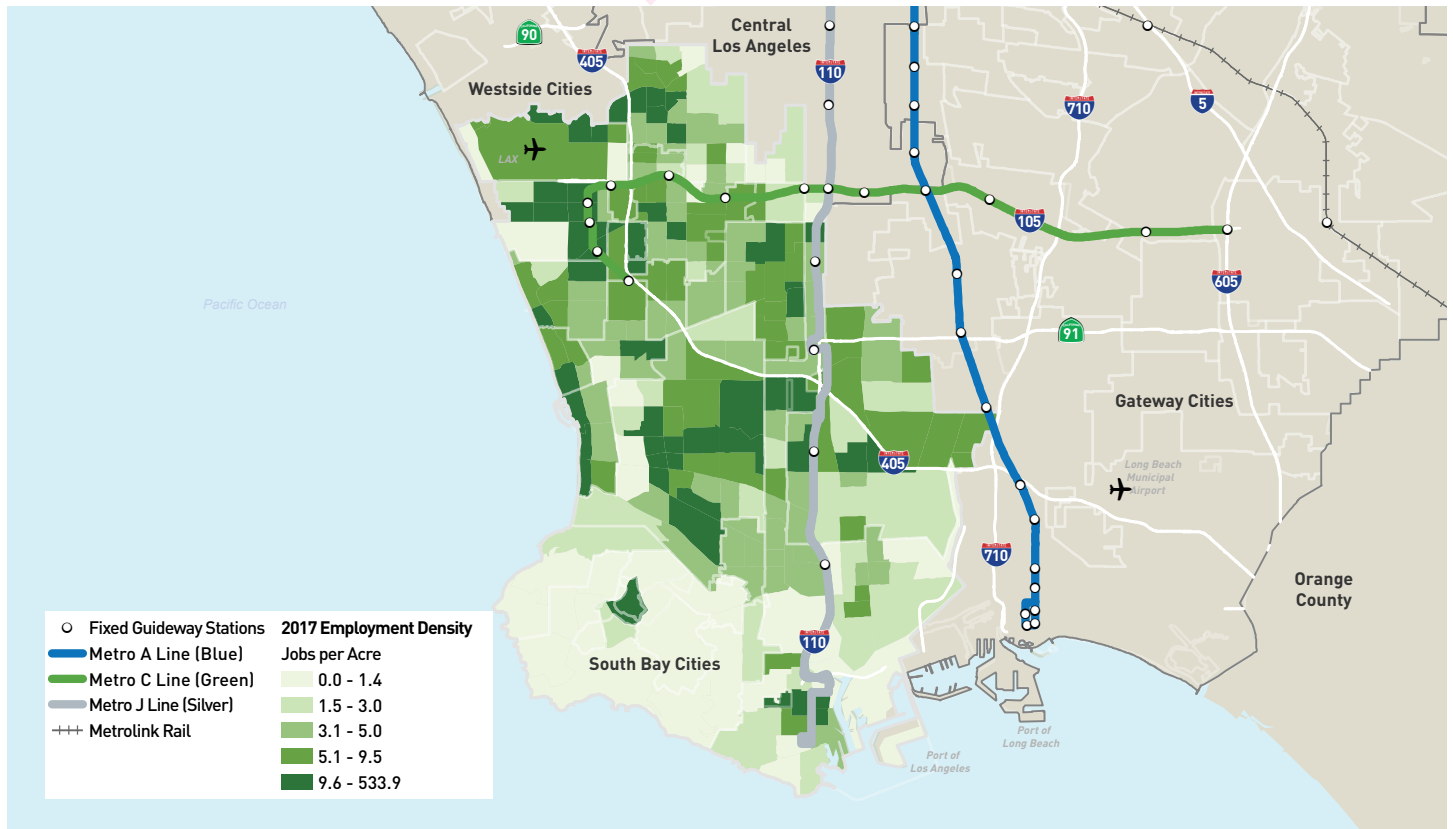 Central
Los Angeles
90
405
110
710
5
Westside Cities
LAX
105
605
Pacific Ocean
91
Gateway Cities
405
Long Beach
Municipal
Airport
710
Orange
County
110
South Bay Cities
Port of
Long Beach
Port of
Los Angeles
Fixed Guideway Stations
Metro A Line (Blue)
Metro C Line (Green)
Metro J Line (Silver)
Metrolink Rail
2017 Employment Density
Jobs per Acre
0.0 - 1.4
1.5 - 3.0
3.1 - 5.0
5.1 - 9.5
9.6 - 533.9